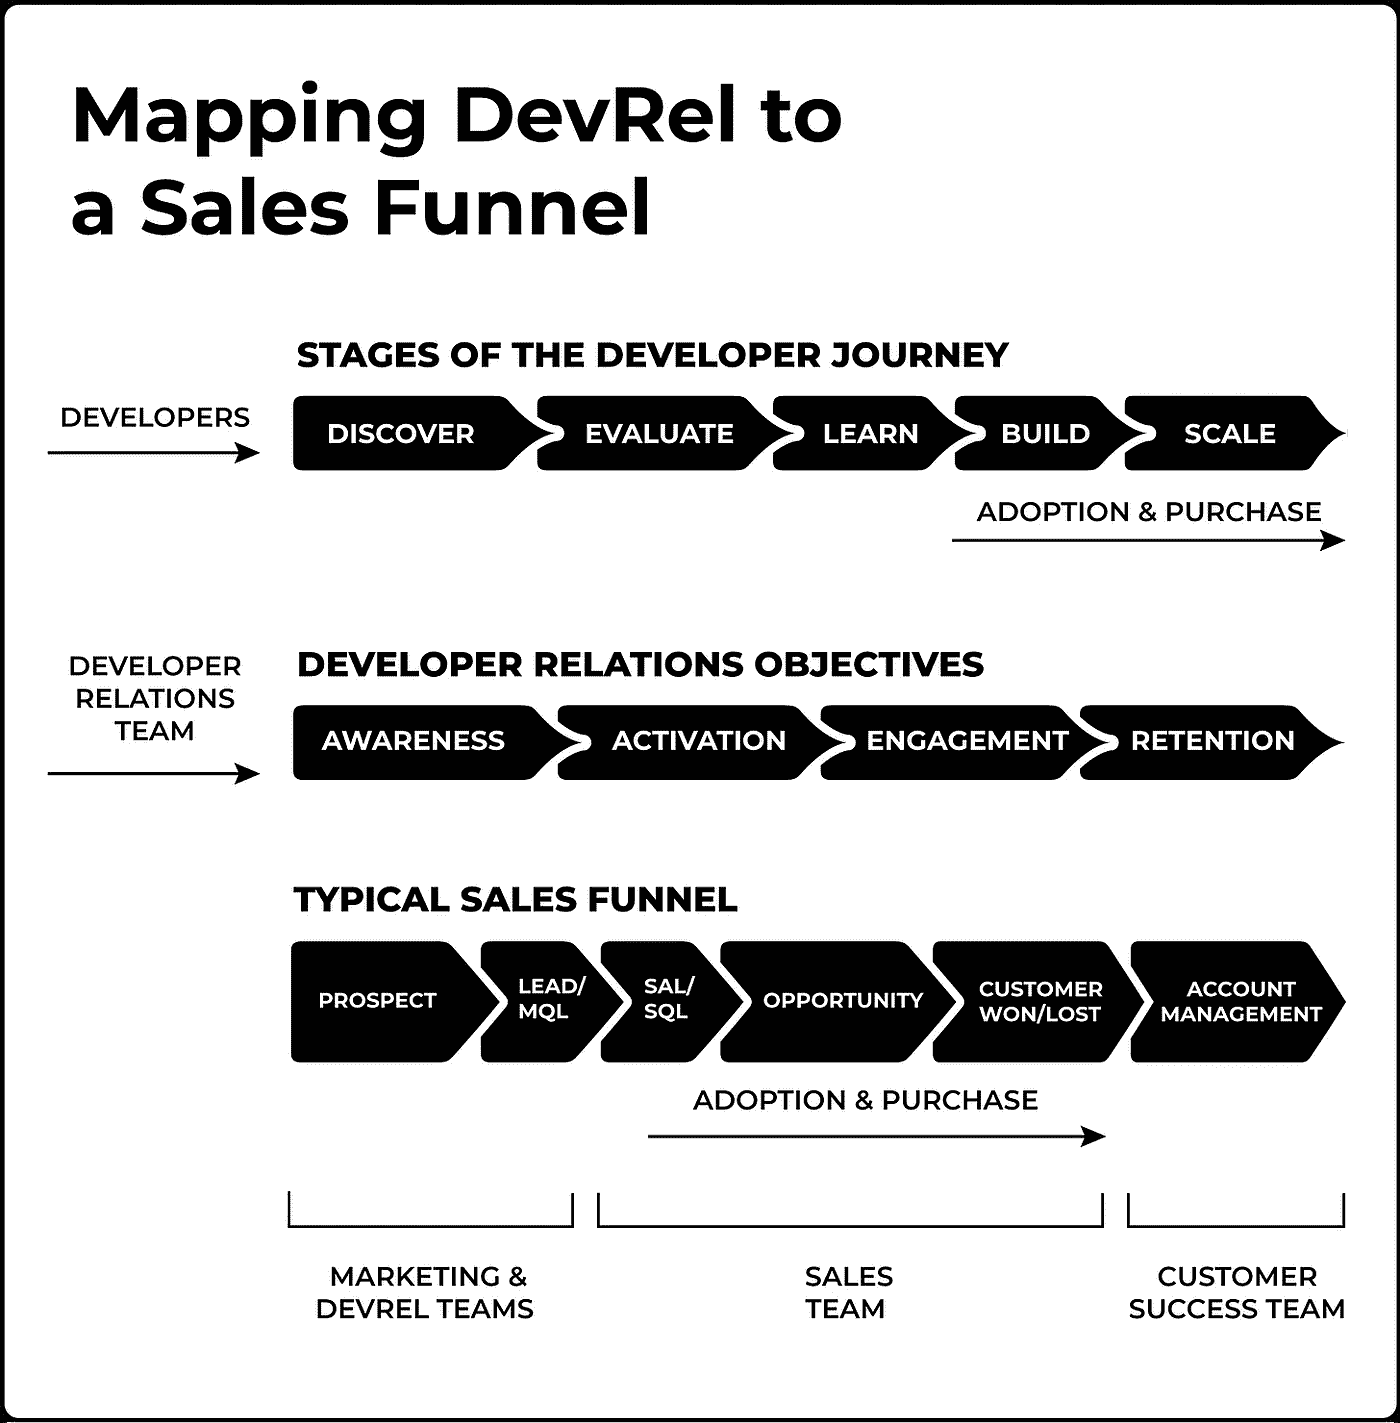 Mapping DevRel to
a Sales Funnel
STAGES OF THE DEVELOPER JOURNEY
DEVELOPERS
DISCOVER
EVALUATE
LEARN
BUILD
SCALE
ADOPTION & PURCHASE
DEVELOPER
RELATIONS
TEAM
DEVELOPER RELATIONS OBJECTIVES
AWARENESS
ACTIVATION
ENGAGEMENT
RETENTION
TYPICAL SALES FUNNEL
PROSPECT
LEAD/
MQL
SAL/
SQL
OPPORTUNITY
CUSTOMER
WON/LOST
ACCOUNT
MANAGEMENT
ADOPTION & PURCHASE
MARKETING &
DEVREL TEAMS
SALES
TEAM
CUSTOMER
SUCCESS TEAM